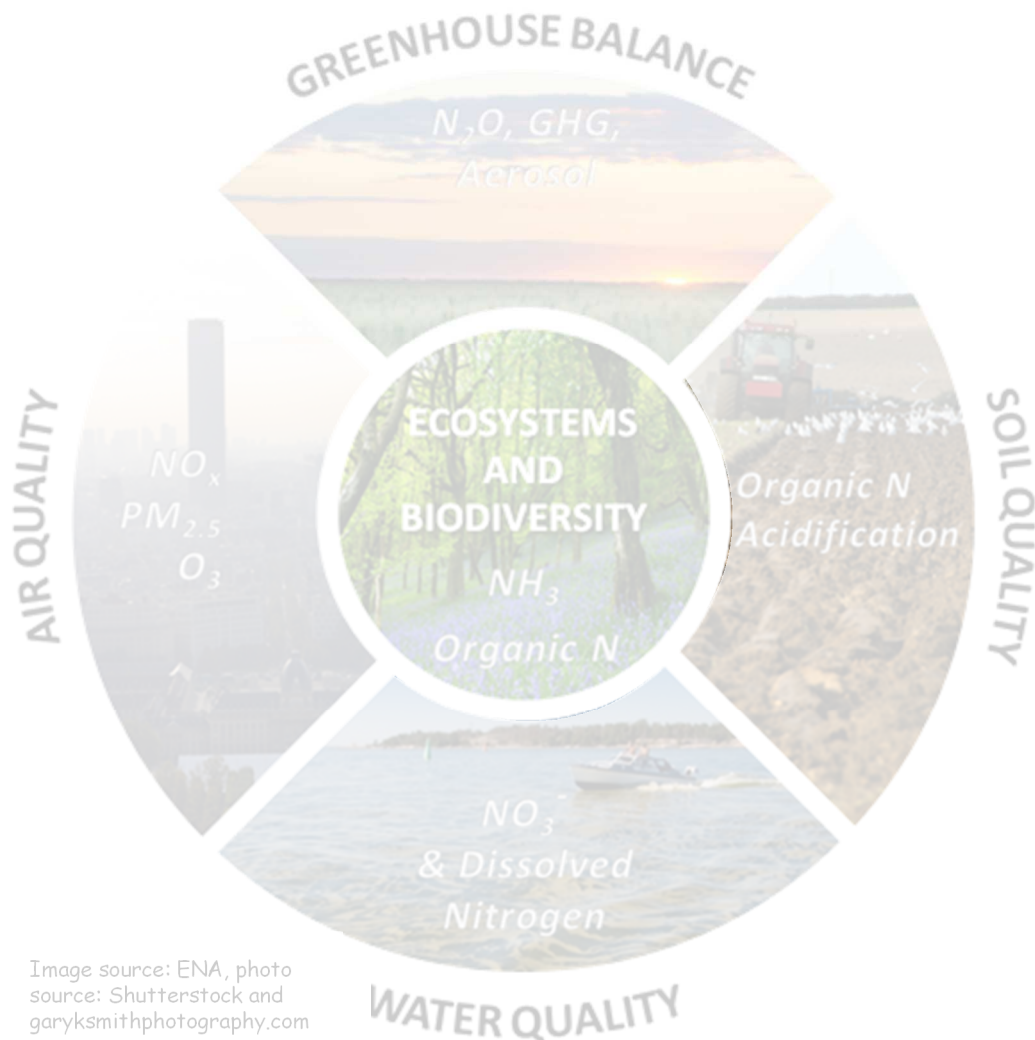 GREENHOUSE BALANCE
N₂O, GHG,
Aerosol
AIR QUALITY
NOₓ
PM₂.₅
O₃
ECOSYSTEMS
AND
BIODIVERSITY
NH₃
Organic N
Organic N
Acidification
SOIL QUALITY
NO₃⁻
& Dissolved
Nitrogen
WATER QUALITY
Image source: ENA, photo
source: Shutterstock and
garyksmithphotography.com